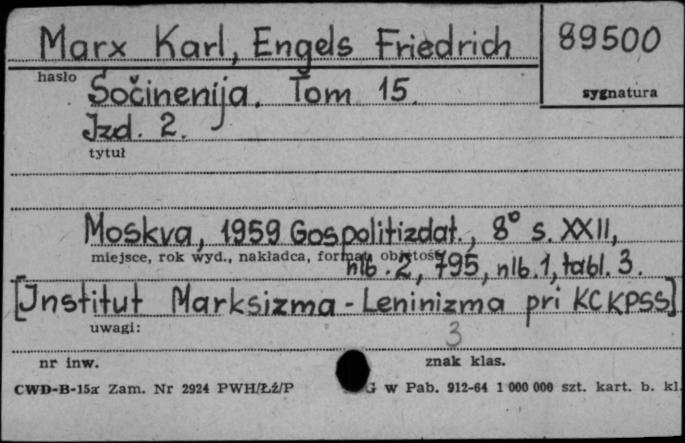 Marx Karl, Engels Friedrich
89500
hasło
sygnatura
Sočinenija. Tom 15.
Izd. 2.
tytuł
Moskva, 1959 Gospolitizdat., 8° s. XXII,
miejsce, rok wyd., nakładca, format, objętość
nlb. 2, 795, nlb. 1, tabl. 3.
[Institut Marksizma - Leninizma pri KC KPSS]
uwagi:
3
nr inw.
znak klas.
CWD-B-15a Zam. Nr 2924 PWH/Łź/P
G w Pab. 912-64 1 000 000 szt. kart. b. kl.